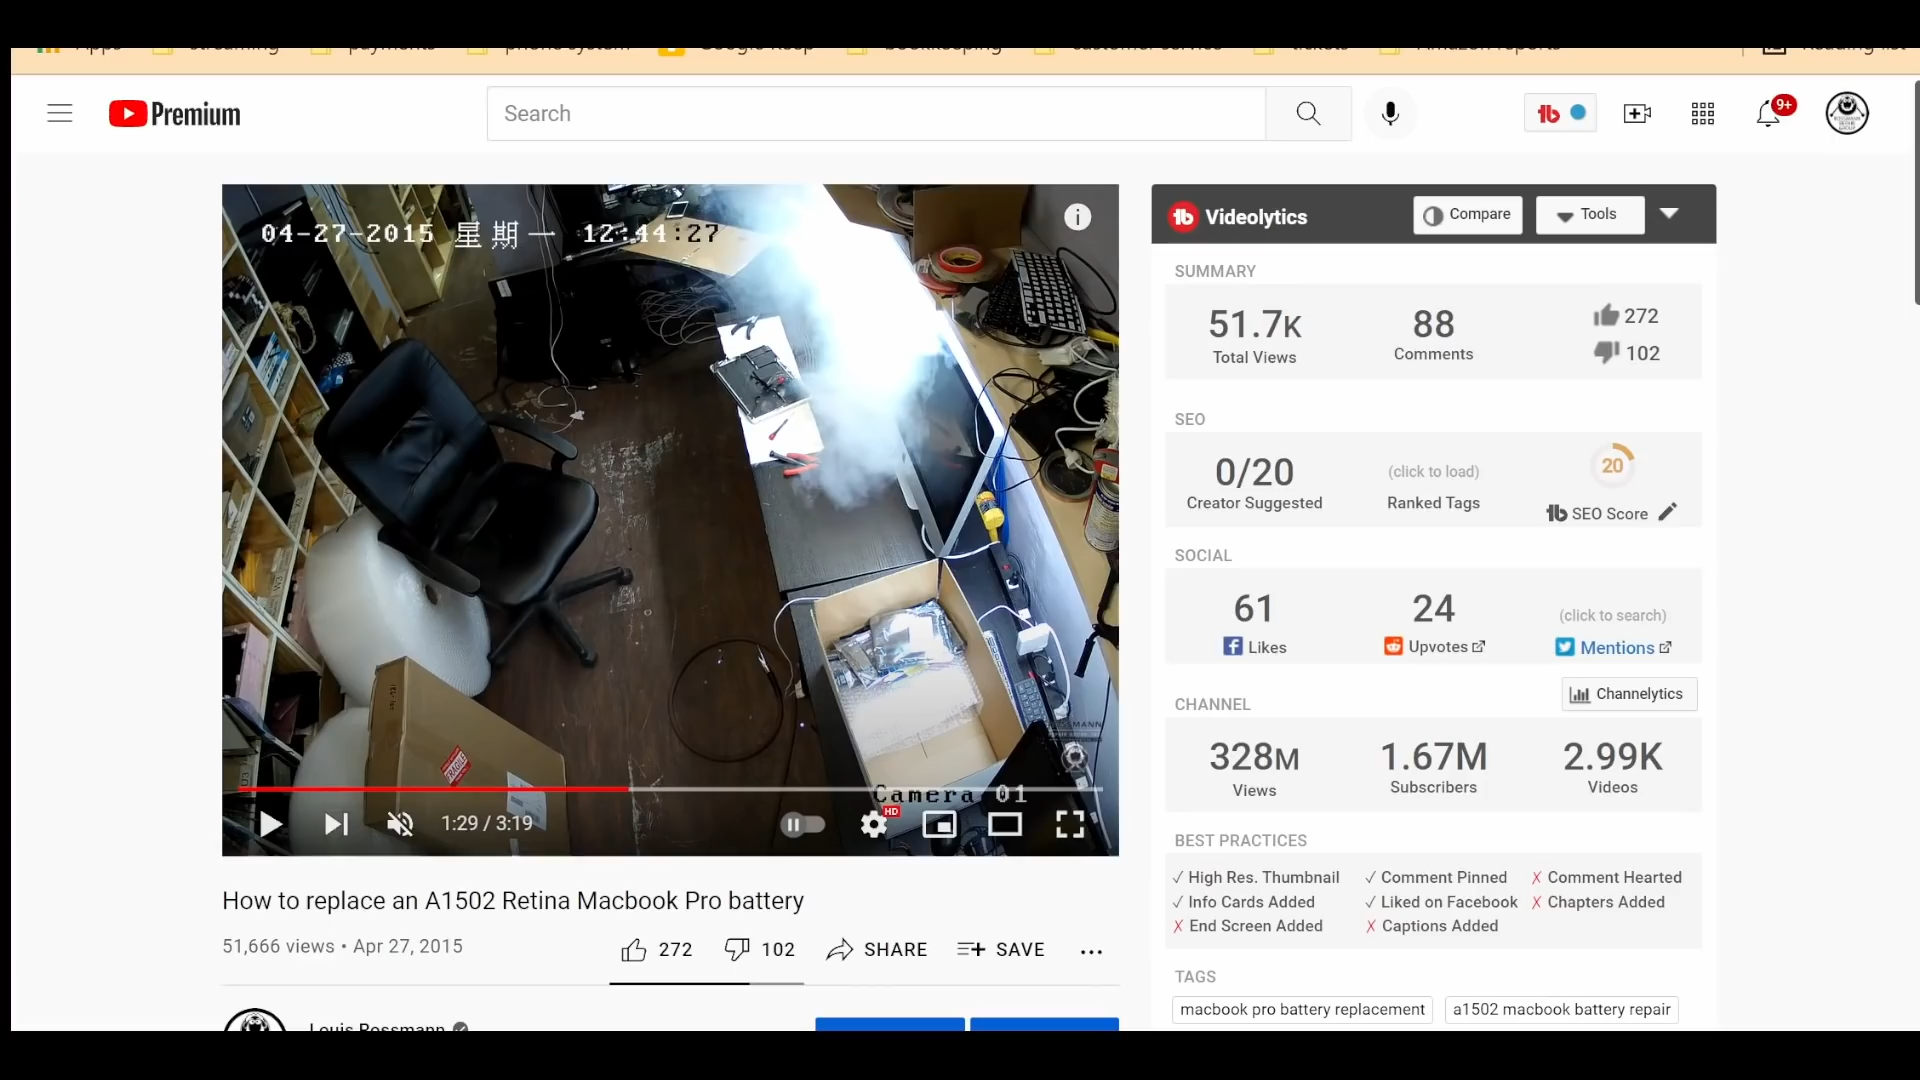 Premium
Search
9+
04-27-2015 星期一 12:44:27
Camera 01
HD
1:29 / 3:19
How to replace an A1502 Retina Macbook Pro battery
51,666 views • Apr 27, 2015
272
102
SHARE
SAVE
Videolytics
Compare
Tools
SUMMARY
51.7K
Total Views
88
Comments
272
102
SEO
0/20
Creator Suggested
(click to load)
Ranked Tags
20
SEO Score
SOCIAL
61
Likes
24
Upvotes
(click to search)
Mentions
Channelytics
CHANNEL
328M
Views
1.67M
Subscribers
2.99K
Videos
BEST PRACTICES
✓ High Res. Thumbnail
✓ Comment Pinned
✗ Comment Hearted
✓ Info Cards Added
✓ Liked on Facebook
✗ Chapters Added
✗ End Screen Added
✗ Captions Added
TAGS
macbook pro battery replacement
a1502 macbook battery repair
Louis Rossmann
FRAGILE